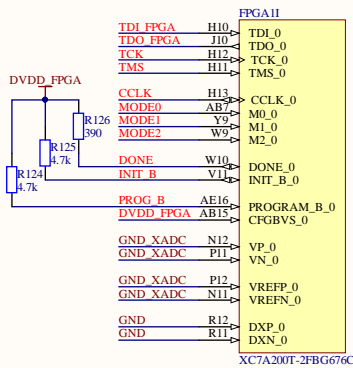 FPGA1I
TDI_FPGA H10 TDI_0
TDO_FPGA J10 TDO_0
TCK H12 TCK_0
TMS H11 TMS_0
DVDD_FPGA
CCLK H13 CCLK_0
MODE0 AB7 M0_0
MODE1 Y9 M1_0
MODE2 W9 M2_0
R126
390
R125
4.7k
DONE W10 DONE_0
INIT_B V11 INIT_B_0
R124
4.7k
PROG_B AE16 PROGRAM_B_0
DVDD_FPGA AB15 CFGBVS_0
GND_XADC N12 VP_0
GND_XADC P11 VN_0
GND_XADC P12 VREFP_0
GND_XADC N11 VREFN_0
GND R12 DXP_0
GND R11 DXN_0
XC7A200T-2FBG676C